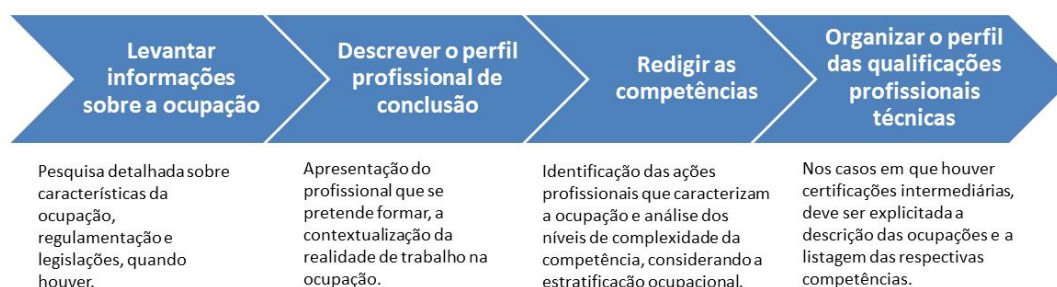 Levantar
informações
sobre a ocupação
Descrever o perfil
profissional de
conclusão
Redigir as
competências
Organizar o perfil
das qualificações
profissionais
técnicas
Pesquisa detalhada sobre
características da
ocupação,
regulamentação e
legislações, quando
houver.
Apresentação do
profissional que se
pretende formar, a
contextualização da
realidade de trabalho na
ocupação.
Identificação das ações
profissionais que caracterizam
a ocupação e análise dos
níveis de complexidade da
competência, considerando a
estratificação ocupacional.
Nos casos em que houver
certificações intermediárias,
deve ser explicitada a
descrição das ocupações e a
listagem das respectivas
competências.